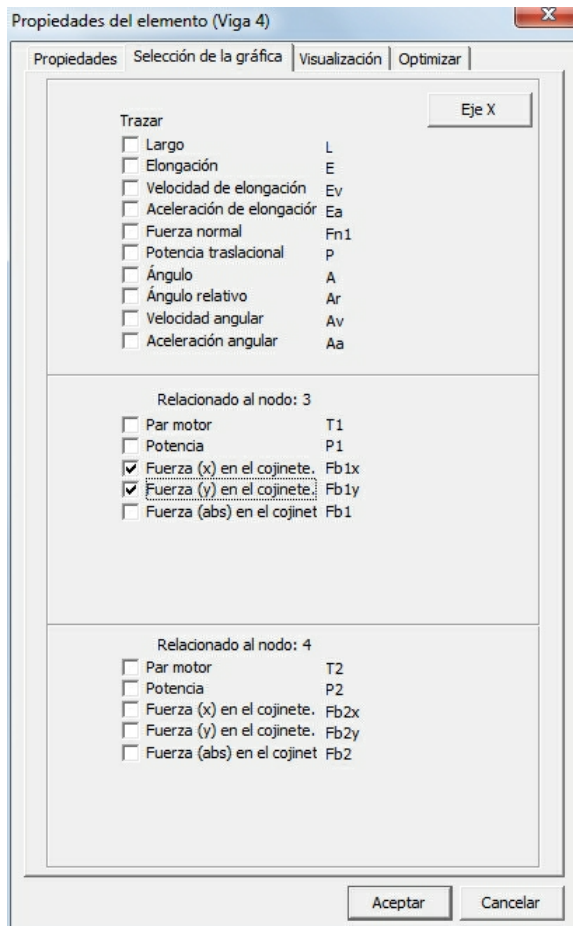 Propiedades del elemento (Viga 4)
x
Propiedades Selección de la gráfica Visualización Optimizar
Eje X
Trazar
Largo L
Elongación E
Velocidad de elongación Ev
Aceleración de elongación Ea
Fuerza normal Fn1
Potencia traslacional P
Ángulo A
Ángulo relativo Ar
Velocidad angular Av
Aceleración angular Aa
Relacionado al nodo: 3
Par motor T1
Potencia P1
Fuerza (x) en el cojinete. Fb1x
Fuerza (y) en el cojinete. Fb1y
Fuerza (abs) en el cojinet Fb1
Relacionado al nodo: 4
Par motor T2
Potencia P2
Fuerza (x) en el cojinete. Fb2x
Fuerza (y) en el cojinete. Fb2y
Fuerza (abs) en el cojinet Fb2
Aceptar Cancelar